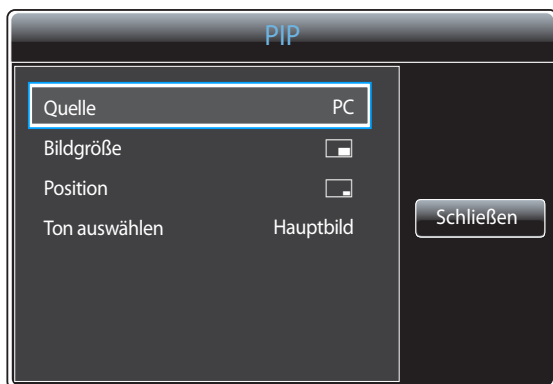 PIP
Quelle PC
Bildgröße
Position
Ton auswählen Hauptbild
Schließen